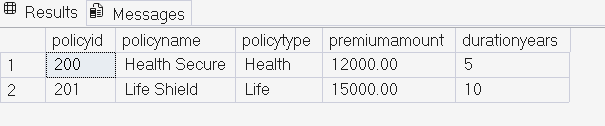 Results Messages
policyid policyname policytype premiumamount durationyears
1 200 Health Secure Health 12000.00 5
2 201 Life Shield Life 15000.00 10